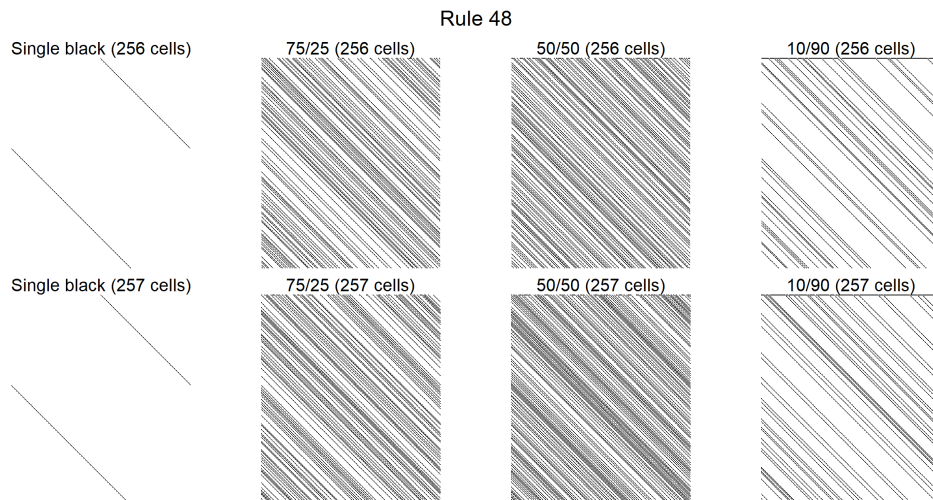 Rule 48
Single black (256 cells)
75/25 (256 cells)
50/50 (256 cells)
10/90 (256 cells)
Single black (257 cells)
75/25 (257 cells)
50/50 (257 cells)
10/90 (257 cells)